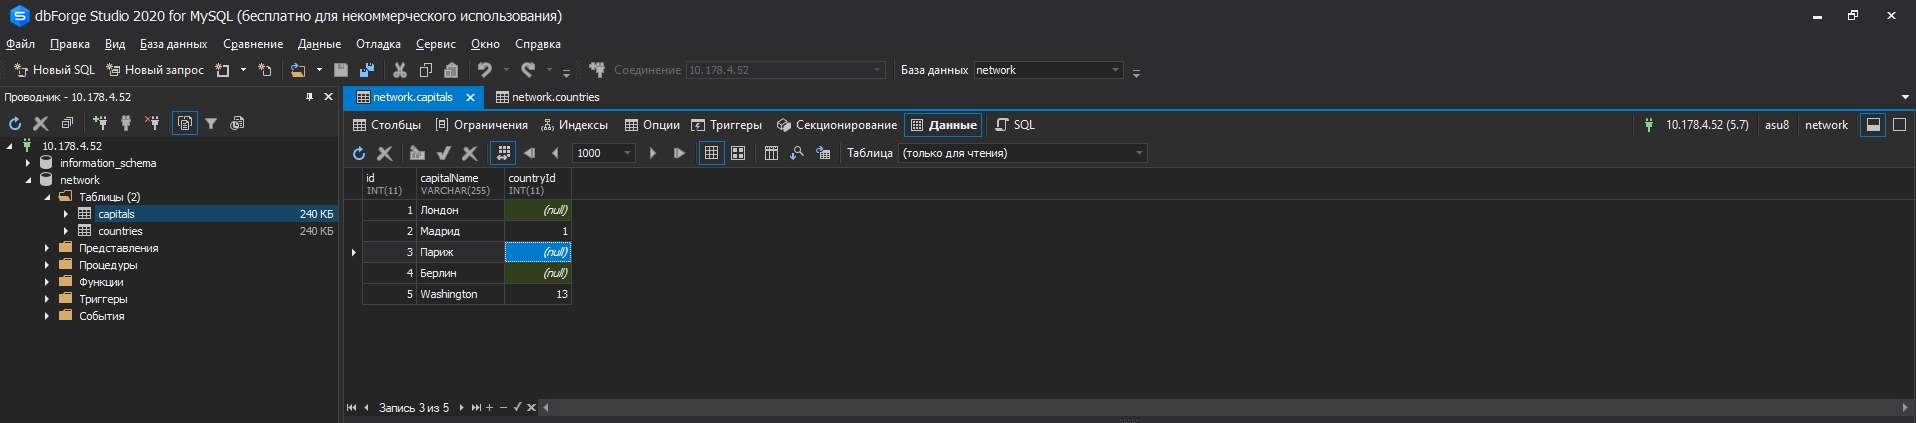 dbForge Studio 2020 for MySQL (бесплатно для некоммерческого использования)
Файл Правка Вид База данных Сравнение Данные Отладка Сервис Окно Справка
Новый SQL Новый запрос Соединение 10.178.4.52 База данных network
Проводник - 10.178.4.52
network.capitals network.countries
Столбцы Ограничения Индексы Опции Триггеры Секционирование Данные SQL 10.178.4.52 (5.7) asu8 network
1000 Таблица (только для чтения)
10.178.4.52
information_schema
network
Таблицы (2)
capitals 240 КБ
countries 240 КБ
Представления
Процедуры
Функции
Триггеры
События
id capitalName countryId
INT(11) VARCHAR(255) INT(11)
1 Лондон (null)
2 Мадрид 1
3 Париж (null)
4 Берлин (null)
5 Washington 13
Запись 3 из 5